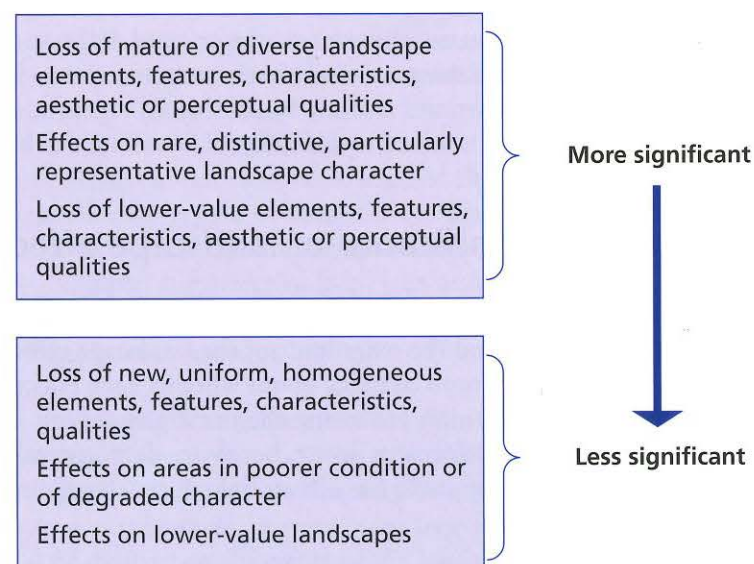 Loss of mature or diverse landscape
elements, features, characteristics,
aesthetic or perceptual qualities
Effects on rare, distinctive, particularly
representative landscape character
Loss of lower-value elements, features,
characteristics, aesthetic or perceptual
qualities
More significant
Loss of new, uniform, homogeneous
elements, features, characteristics,
qualities
Effects on areas in poorer condition or
of degraded character
Effects on lower-value landscapes
Less significant